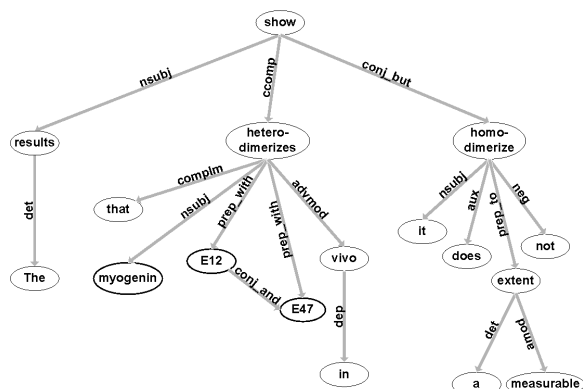 show
nsubj
ccomp
conj_but
results
hetero-
dimerizes
homo-
dimerize
det
complm
nsubj
prep_with
prep_with
advmod
nsubj
aux
prep_to
neg
that
it
does
not
The
myogenin
E12
conj_and
E47
vivo
extent
dep
det
amod
in
a
measurable